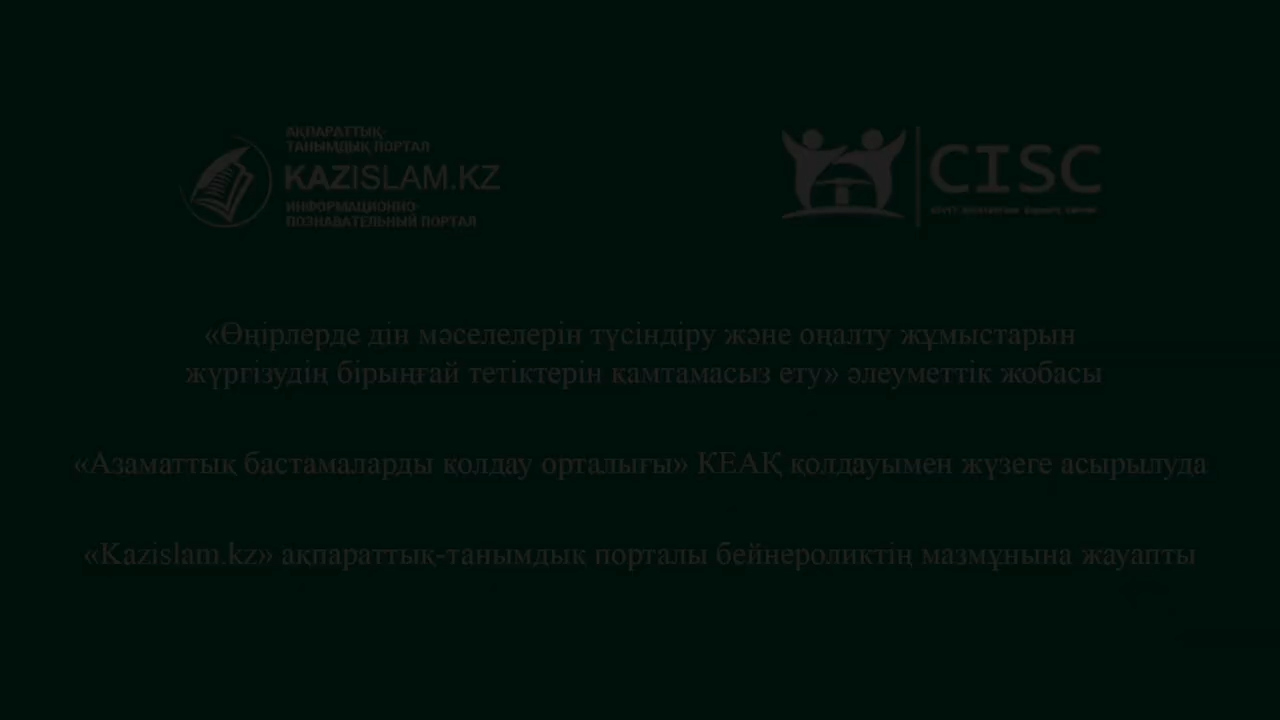 АҚПАРАТТЫҚ-
ТАНЫМДЫҚ ПОРТАЛ
KAZISLAM.KZ
ИНФОРМАЦИОННО-
ПОЗНАВАТЕЛЬНЫЙ ПОРТАЛ
CISC
«Өңірлерде дін мәселелерін түсіндіру және оңалту жұмыстарын
жүргізудің бірыңғай тетіктерін қамтамасыз ету» әлеуметтік жобасы
«Азаматтық бастамаларды қолдау орталығы» КЕАҚ қолдауымен жүзеге асырылуда
«Kazislam.kz» ақпараттық-танымдық порталы бейнероликтің мазмұнына жауапты